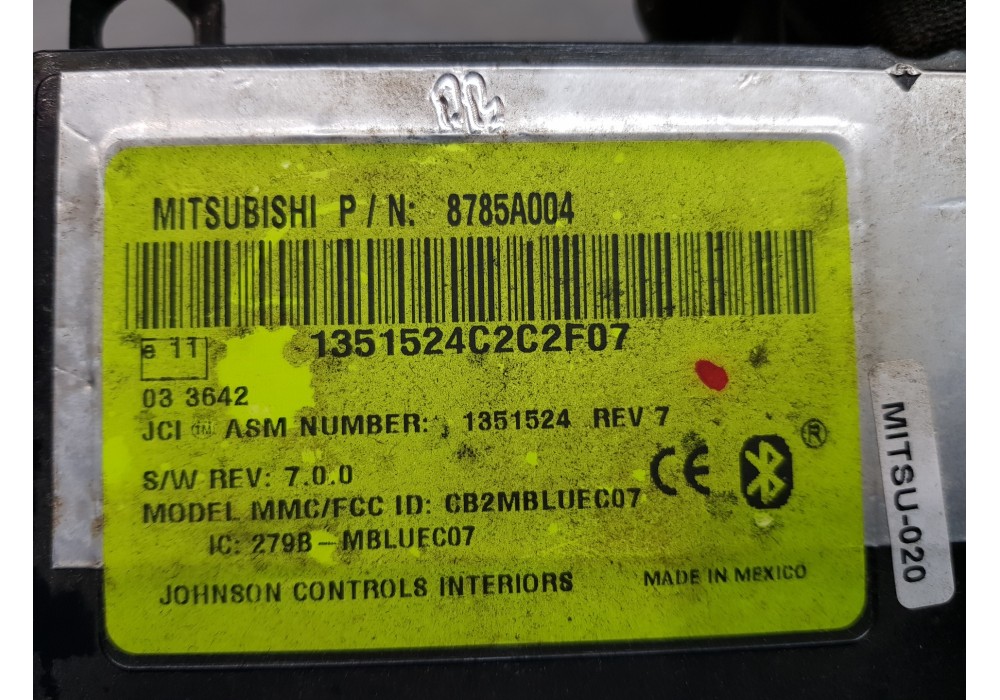 MITSUBISHI P / N: 8785A004
1351524C2C2F07
e 11
03 3642
JCI ASM NUMBER: 1351524 REV 7
S/W REV: 7.0.0
MODEL MMC/FCC ID: CB2MBLUEC07
IC: 279B-MBLUEC07
JOHNSON CONTROLS INTERIORS
MADE IN MEXICO
CE
®
MITSU-020